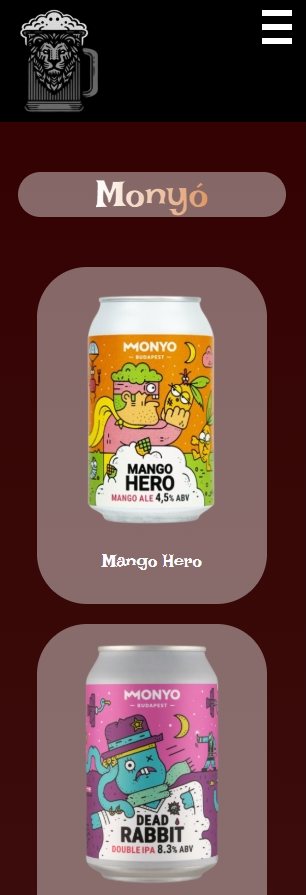 Monyó
MONYO
BUDAPEST
MANGO
HERO
MANGO ALE 4,5% ABV
Mango Hero
MONYO
BUDAPEST
DEAD
RABBIT
DOUBLE IPA 8.3% ABV